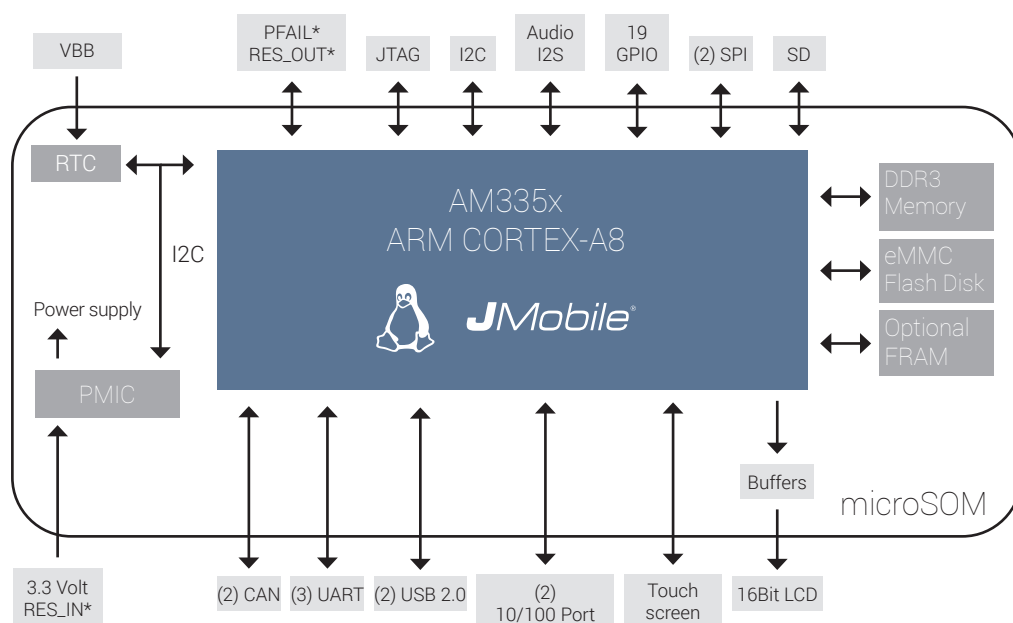 VBB
PFAIL*
RES_OUT*
JTAG
I2C
Audio
I2S
19
GPIO
(2) SPI
SD
RTC
I2C
AM335x
ARM CORTEX-A8
JMobile®
DDR3
Memory
eMMC
Flash Disk
Optional
FRAM
Power supply
PMIC
Buffers
microSOM
3.3 Volt
RES_IN*
(2) CAN
(3) UART
(2) USB 2.0
(2)
10/100 Port
Touch
screen
16Bit LCD